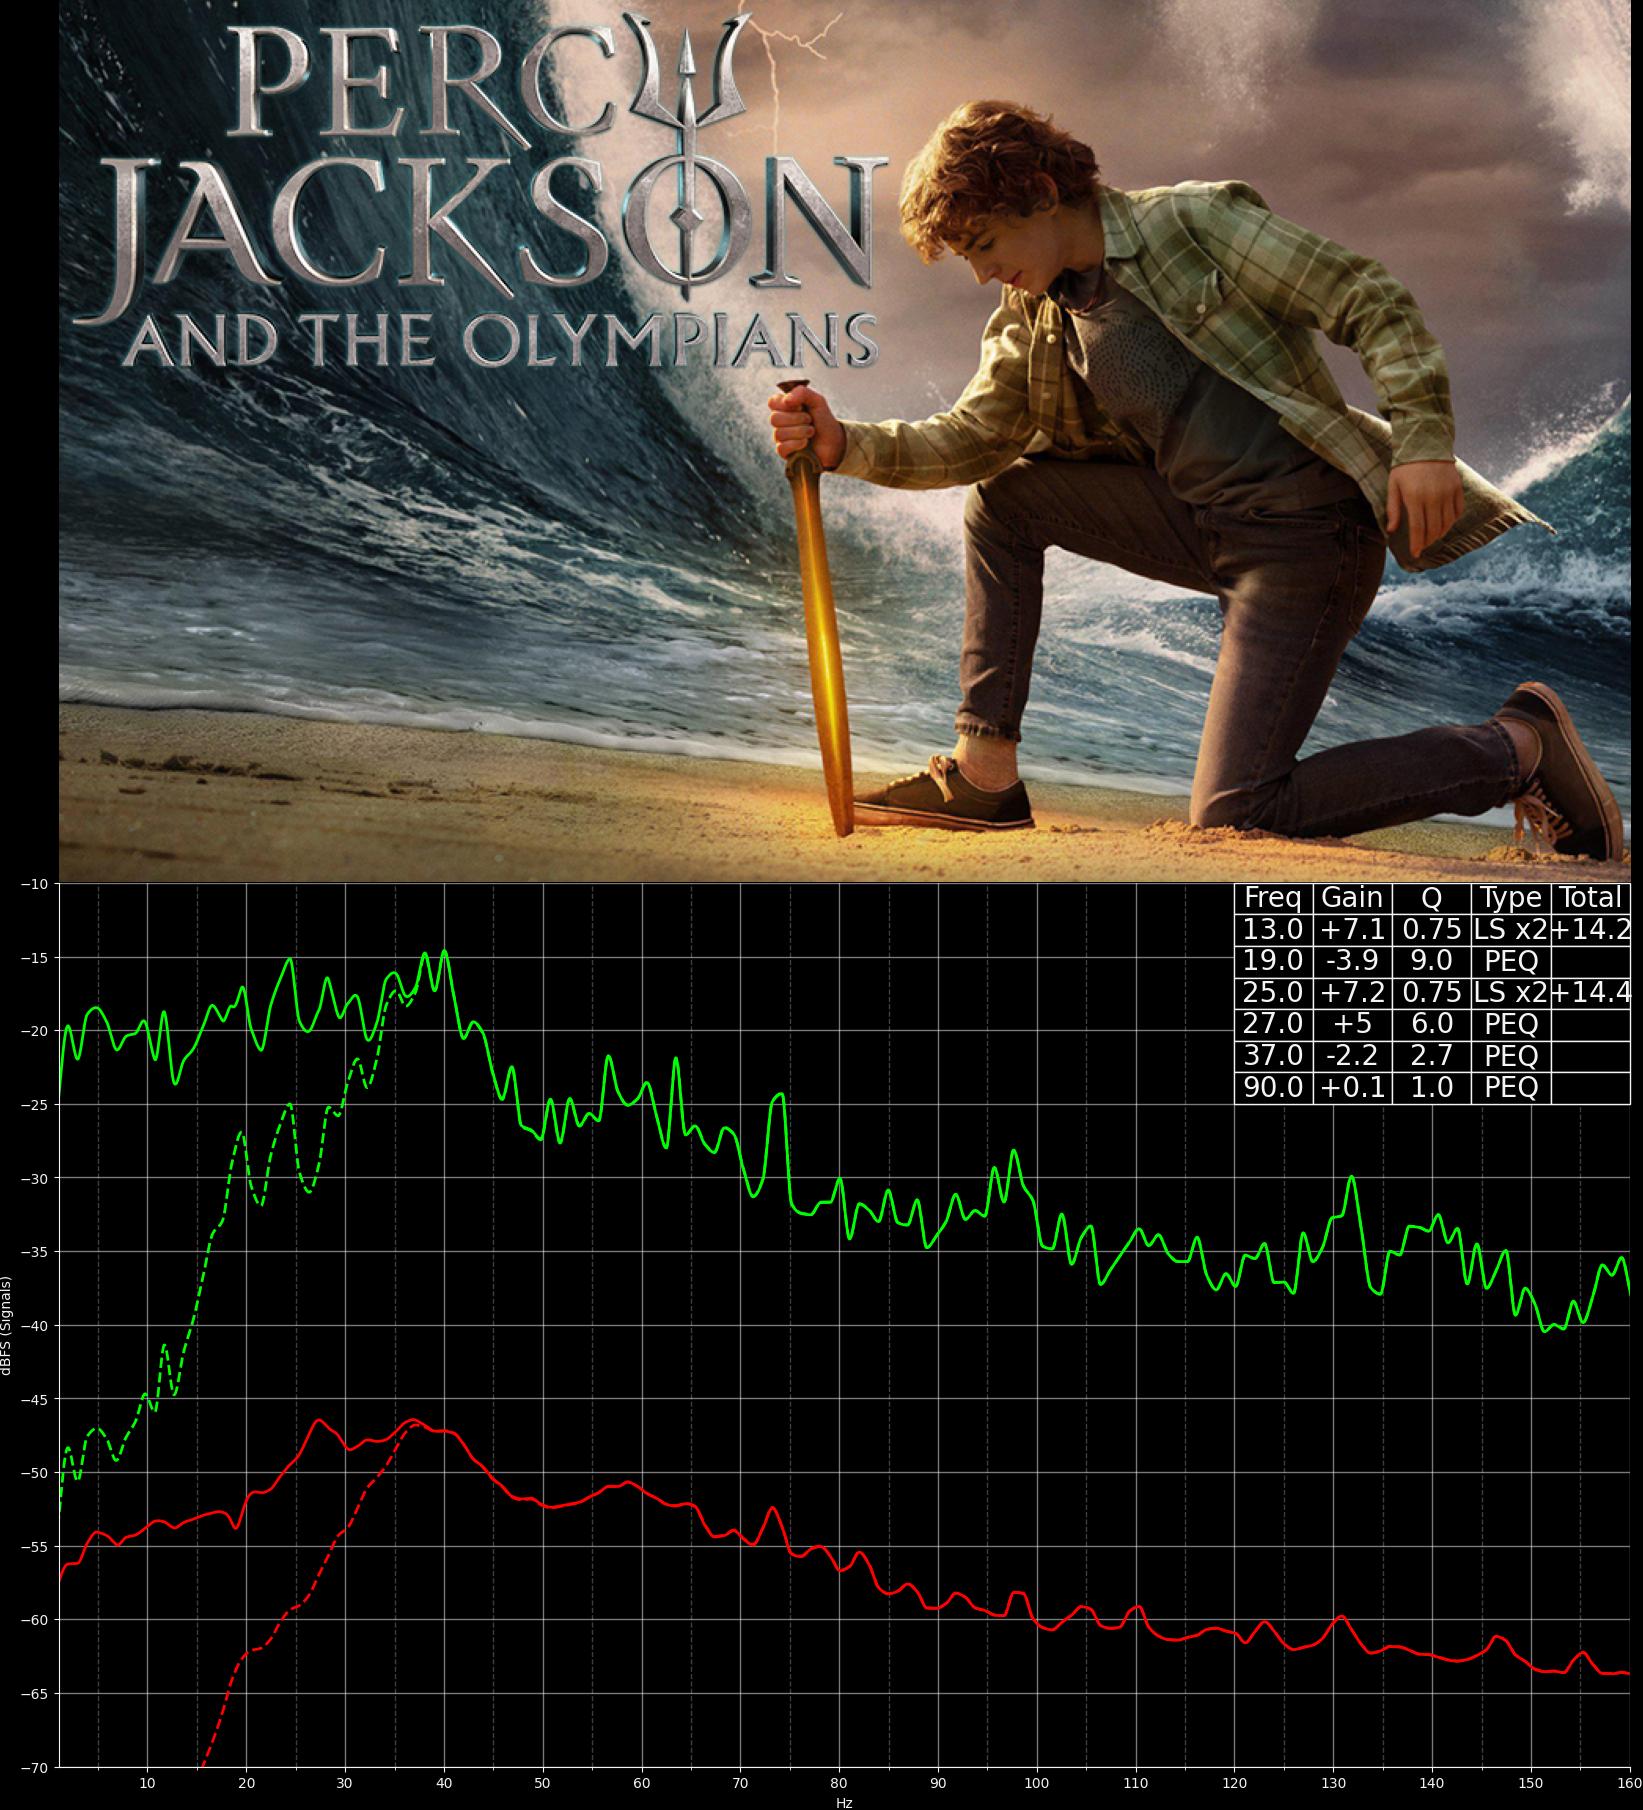 PERCY
JACKSON
AND THE OLYMPIANS
Freq Gain Q Type Total
13.0 +7.1 0.75 LS x2 +14.2
19.0 -3.9 9.0 PEQ
25.0 +7.2 0.75 LS x2 +14.4
27.0 +5 6.0 PEQ
37.0 -2.2 2.7 PEQ
90.0 +0.1 1.0 PEQ
dBFS (Signals)
−10
−15
−20
−25
−30
−35
−40
−45
−50
−55
−60
−65
−70
10 20 30 40 50 60 70 80 90 100 110 120 130 140 150 160
Hz